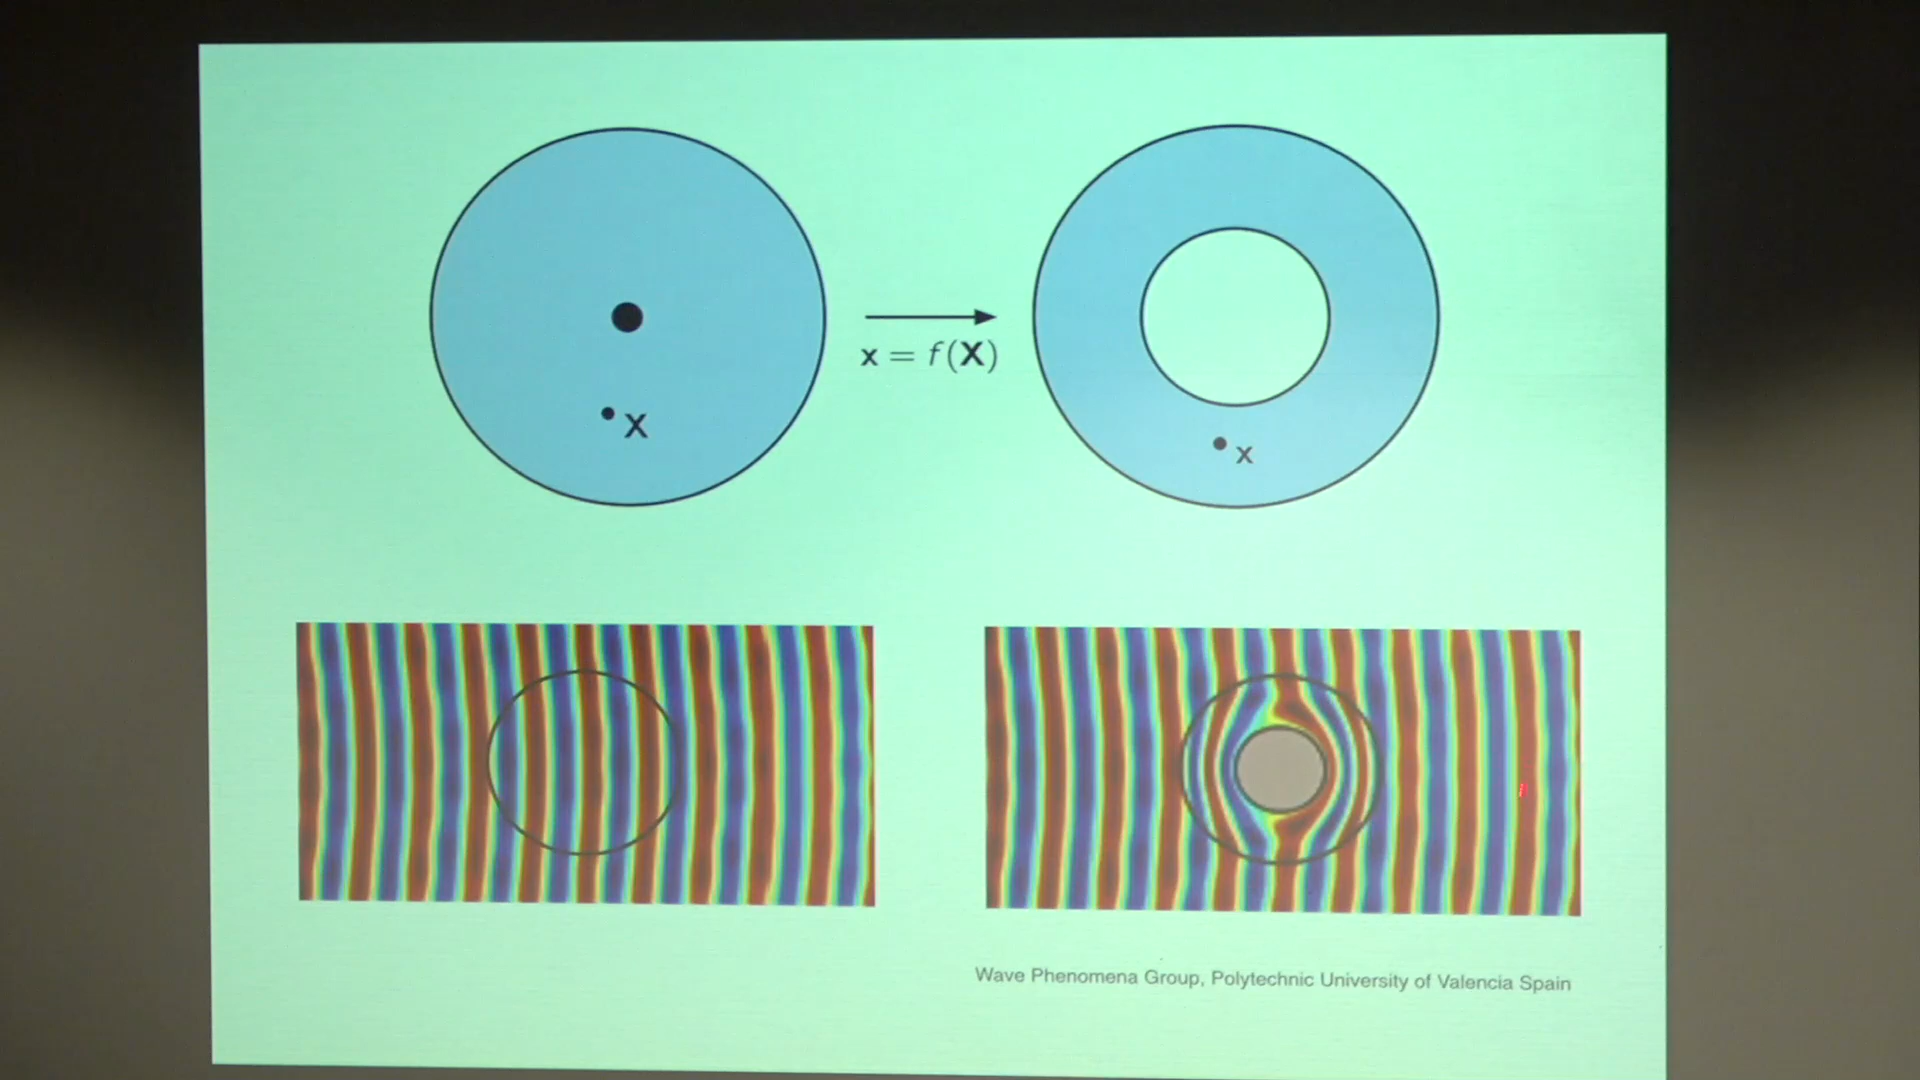 x = f(X)
X
x
Wave Phenomena Group, Polytechnic University of Valencia Spain